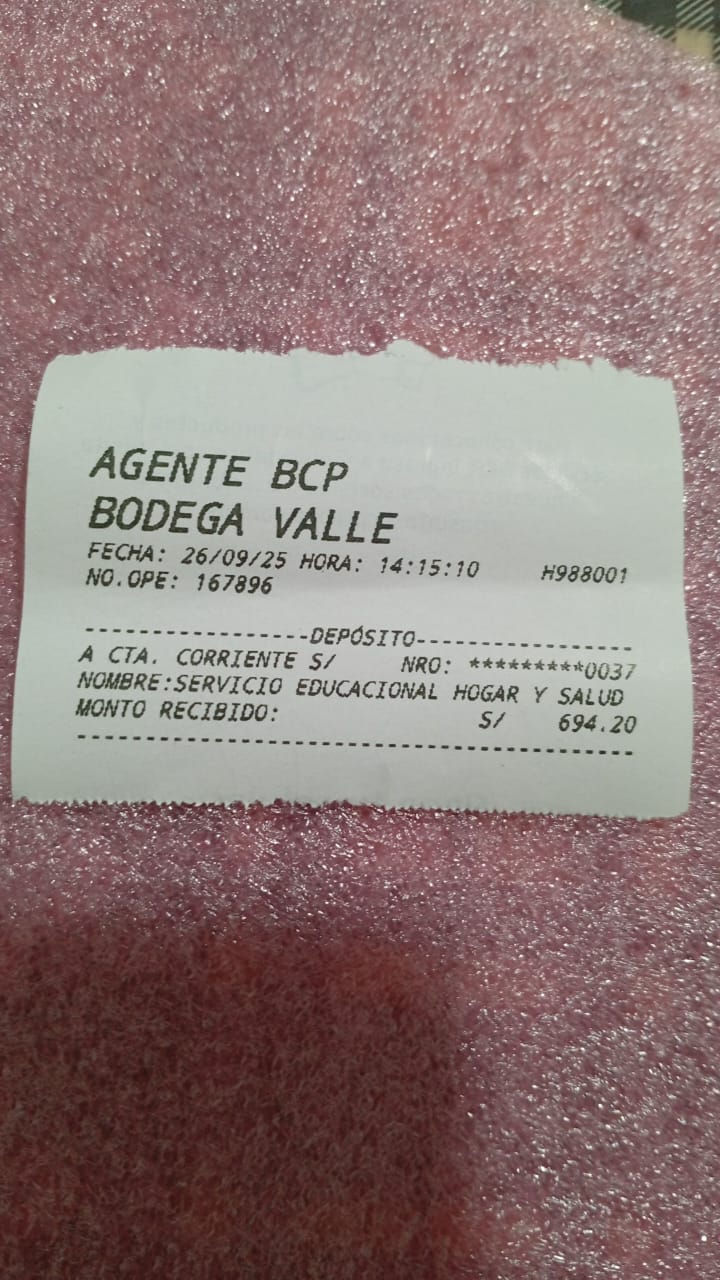 AGENTE BCP
BODEGA VALLE
FECHA: 26/09/25 HORA: 14:15:10 H988001
NO.OPE: 167896
-----------------DEPÓSITO----------------
A CTA. CORRIENTE S/ NRO: *********0037
NOMBRE:SERVICIO EDUCACIONAL HOGAR Y SALUD
MONTO RECIBIDO: S/ 694.20
-----------------------------------------